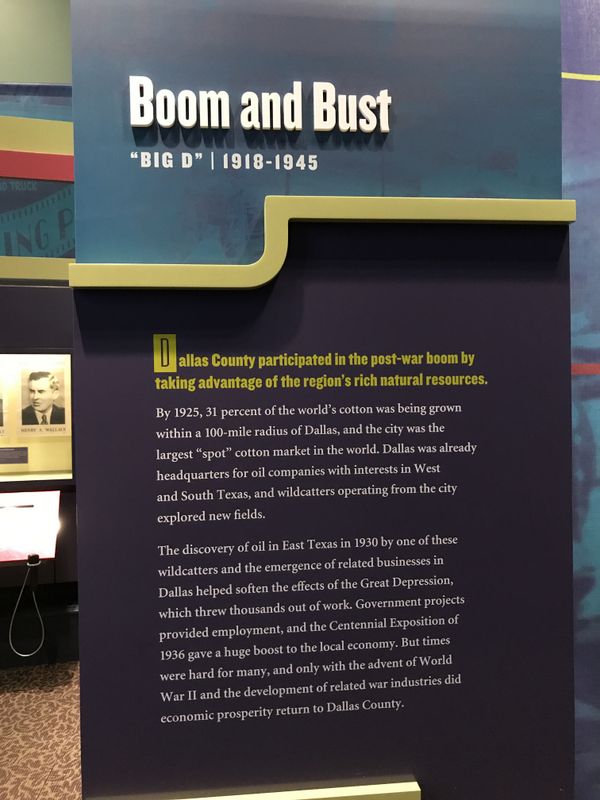 Boom and Bust
“BIG D” | 1918-1945
TRUCK
ING P
HENRY A. WALLACE
Dallas County participated in the post-war boom by
taking advantage of the region’s rich natural resources.
By 1925, 31 percent of the world’s cotton was being grown
within a 100-mile radius of Dallas, and the city was the
largest “spot” cotton market in the world. Dallas was already
headquarters for oil companies with interests in West
and South Texas, and wildcatters operating from the city
explored new fields.
The discovery of oil in East Texas in 1930 by one of these
wildcatters and the emergence of related businesses in
Dallas helped soften the effects of the Great Depression,
which threw thousands out of work. Government projects
provided employment, and the Centennial Exposition of
1936 gave a huge boost to the local economy. But times
were hard for many, and only with the advent of World
War II and the development of related war industries did
economic prosperity return to Dallas County.